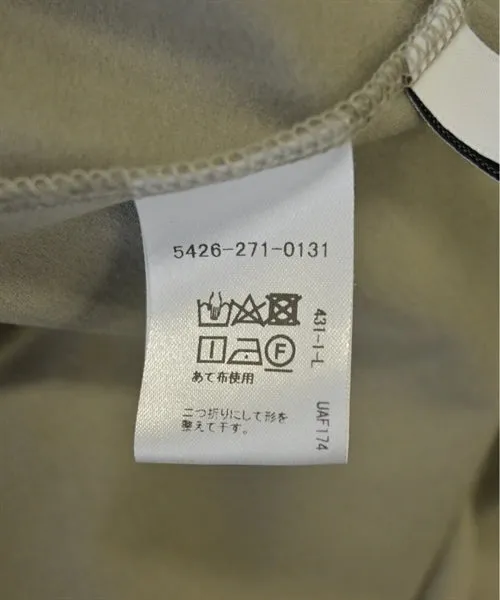 5426-271-0131
F
あて布使用
二つ折りにして形を
整えて干す。
431-1-L
UAF174